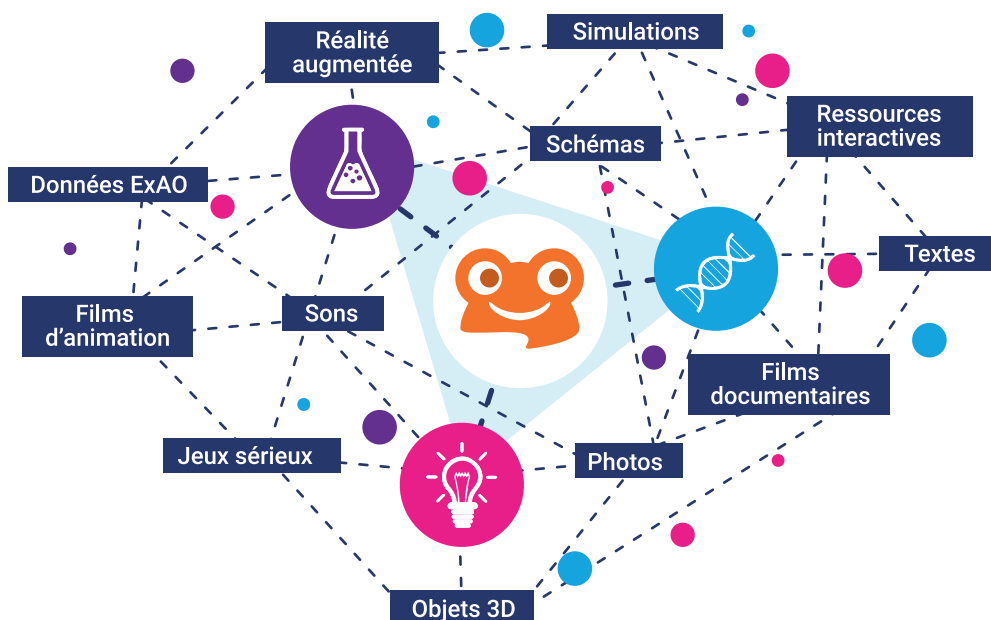 Réalité
augmentée
Simulations
Ressources
interactives
Schémas
Données ExAO
Textes
Films
d'animation
Sons
Films
documentaires
Jeux sérieux
Photos
Objets 3D